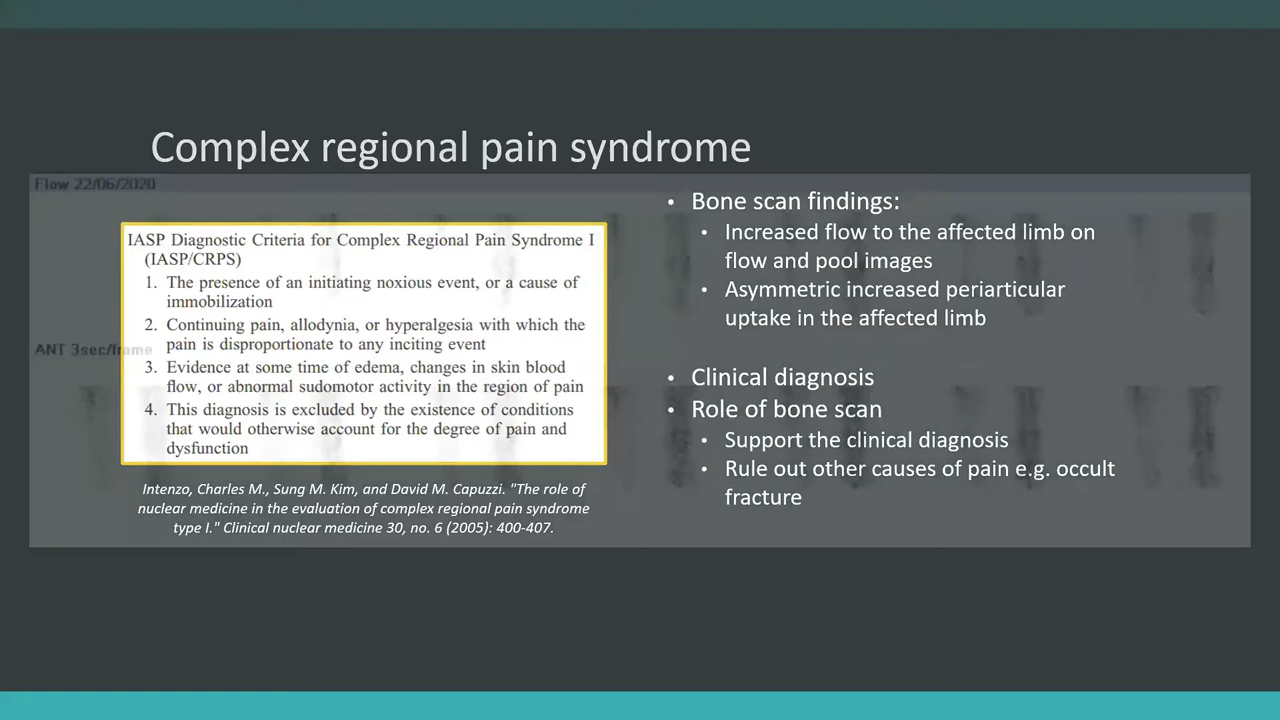 Complex regional pain syndrome
Flow 22/06/2020
ANT 3sec/frame
IASP Diagnostic Criteria for Complex Regional Pain Syndrome I
(IASP/CRPS)
1. The presence of an initiating noxious event, or a cause of
immobilization
2. Continuing pain, allodynia, or hyperalgesia with which the
pain is disproportionate to any inciting event
3. Evidence at some time of edema, changes in skin blood
flow, or abnormal sudomotor activity in the region of pain
4. This diagnosis is excluded by the existence of conditions
that would otherwise account for the degree of pain and
dysfunction
Intenzo, Charles M., Sung M. Kim, and David M. Capuzzi. "The role of
nuclear medicine in the evaluation of complex regional pain syndrome
type I." Clinical nuclear medicine 30, no. 6 (2005): 400-407.
• Bone scan findings:
• Increased flow to the affected limb on
flow and pool images
• Asymmetric increased periarticular
uptake in the affected limb
• Clinical diagnosis
• Role of bone scan
• Support the clinical diagnosis
• Rule out other causes of pain e.g. occult
fracture